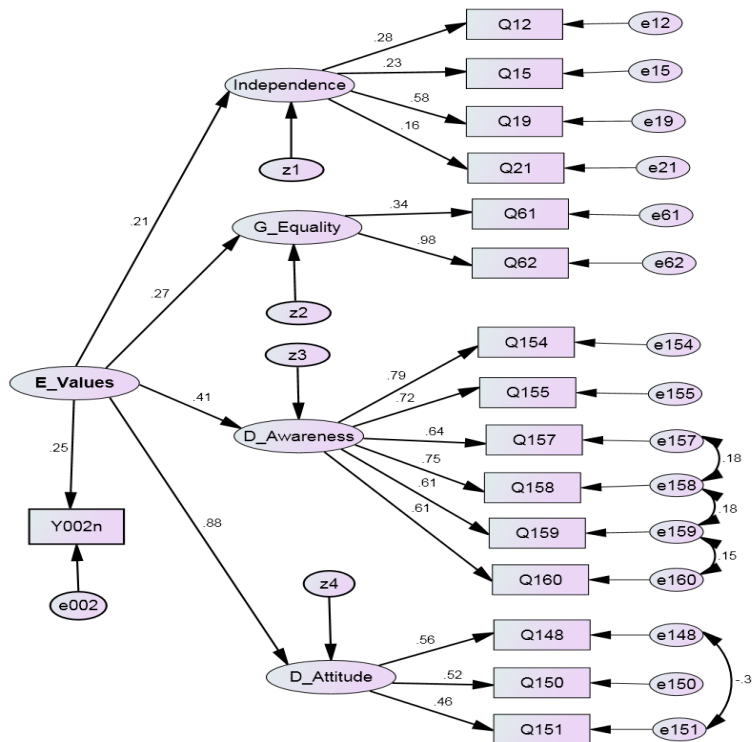 Q12
e12
.28
Q15
e15
.23
Independence
.58
Q19
e19
.16
Q21
e21
z1
.34
Q61
e61
.21
G_Equality
.98
Q62
e62
.27
z2
z3
Q154
e154
.79
E_Values
.41
.72
Q155
e155
D_Awareness
.64
Q157
e157
.18
.25
.75
Q158
e158
.61
.18
Y002n
.88
.61
Q159
e159
.15
Q160
e160
e002
z4
.56
Q148
e148
D_Attitude
.52
Q150
e150
-.3
.46
Q151
e151